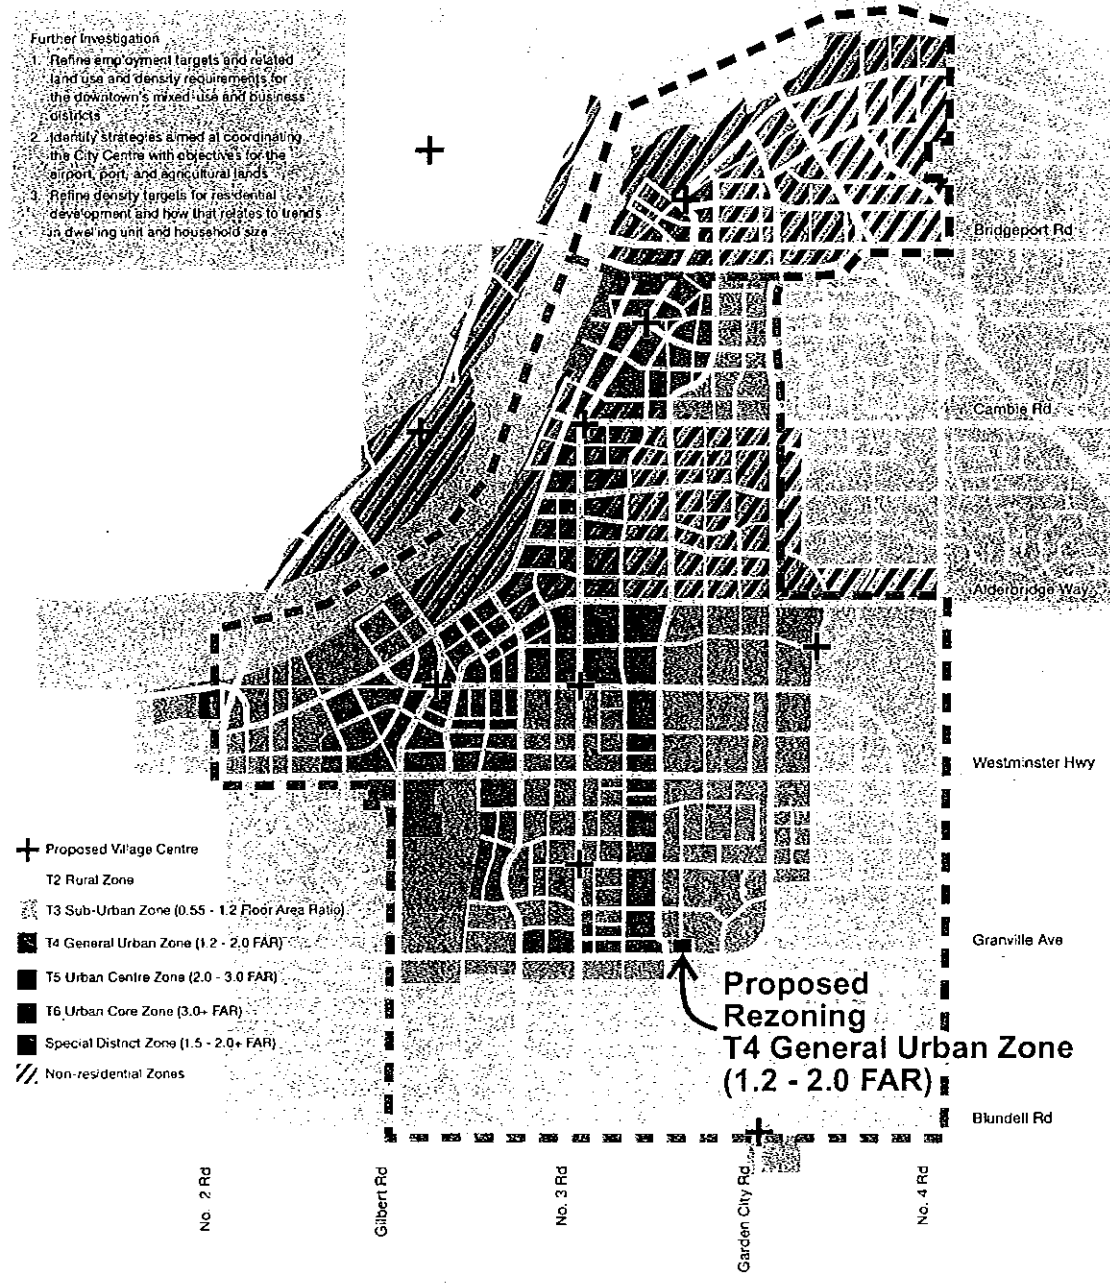 Further Investigation
1. Refine employment targets and related
land use and density requirements for
the downtown's mixed-use and business
districts
2. Identify strategies aimed at coordinating
the City Centre with objectives for the
airport, port, and agricultural lands
3. Refine density targets for residential
development and how that relates to trends
in dwelling unit and household size
Bridgeport Rd
Cambie Rd
Alderbridge Way
Westminster Hwy
Proposed Village Centre
T2 Rural Zone
T3 Sub-Urban Zone (0.55 - 1.2 Floor Area Ratio)
T4 General Urban Zone (1.2 - 2.0 FAR)
T5 Urban Centre Zone (2.0 - 3.0 FAR)
T6 Urban Core Zone (3.0+ FAR)
Special District Zone (1.5 - 2.0+ FAR)
Non-residential Zones
Granville Ave
Proposed
Rezoning
T4 General Urban Zone
(1.2 - 2.0 FAR)
Blundell Rd
No. 2 Rd
Gilbert Rd
No. 3 Rd
Garden City Rd
No. 4 Rd